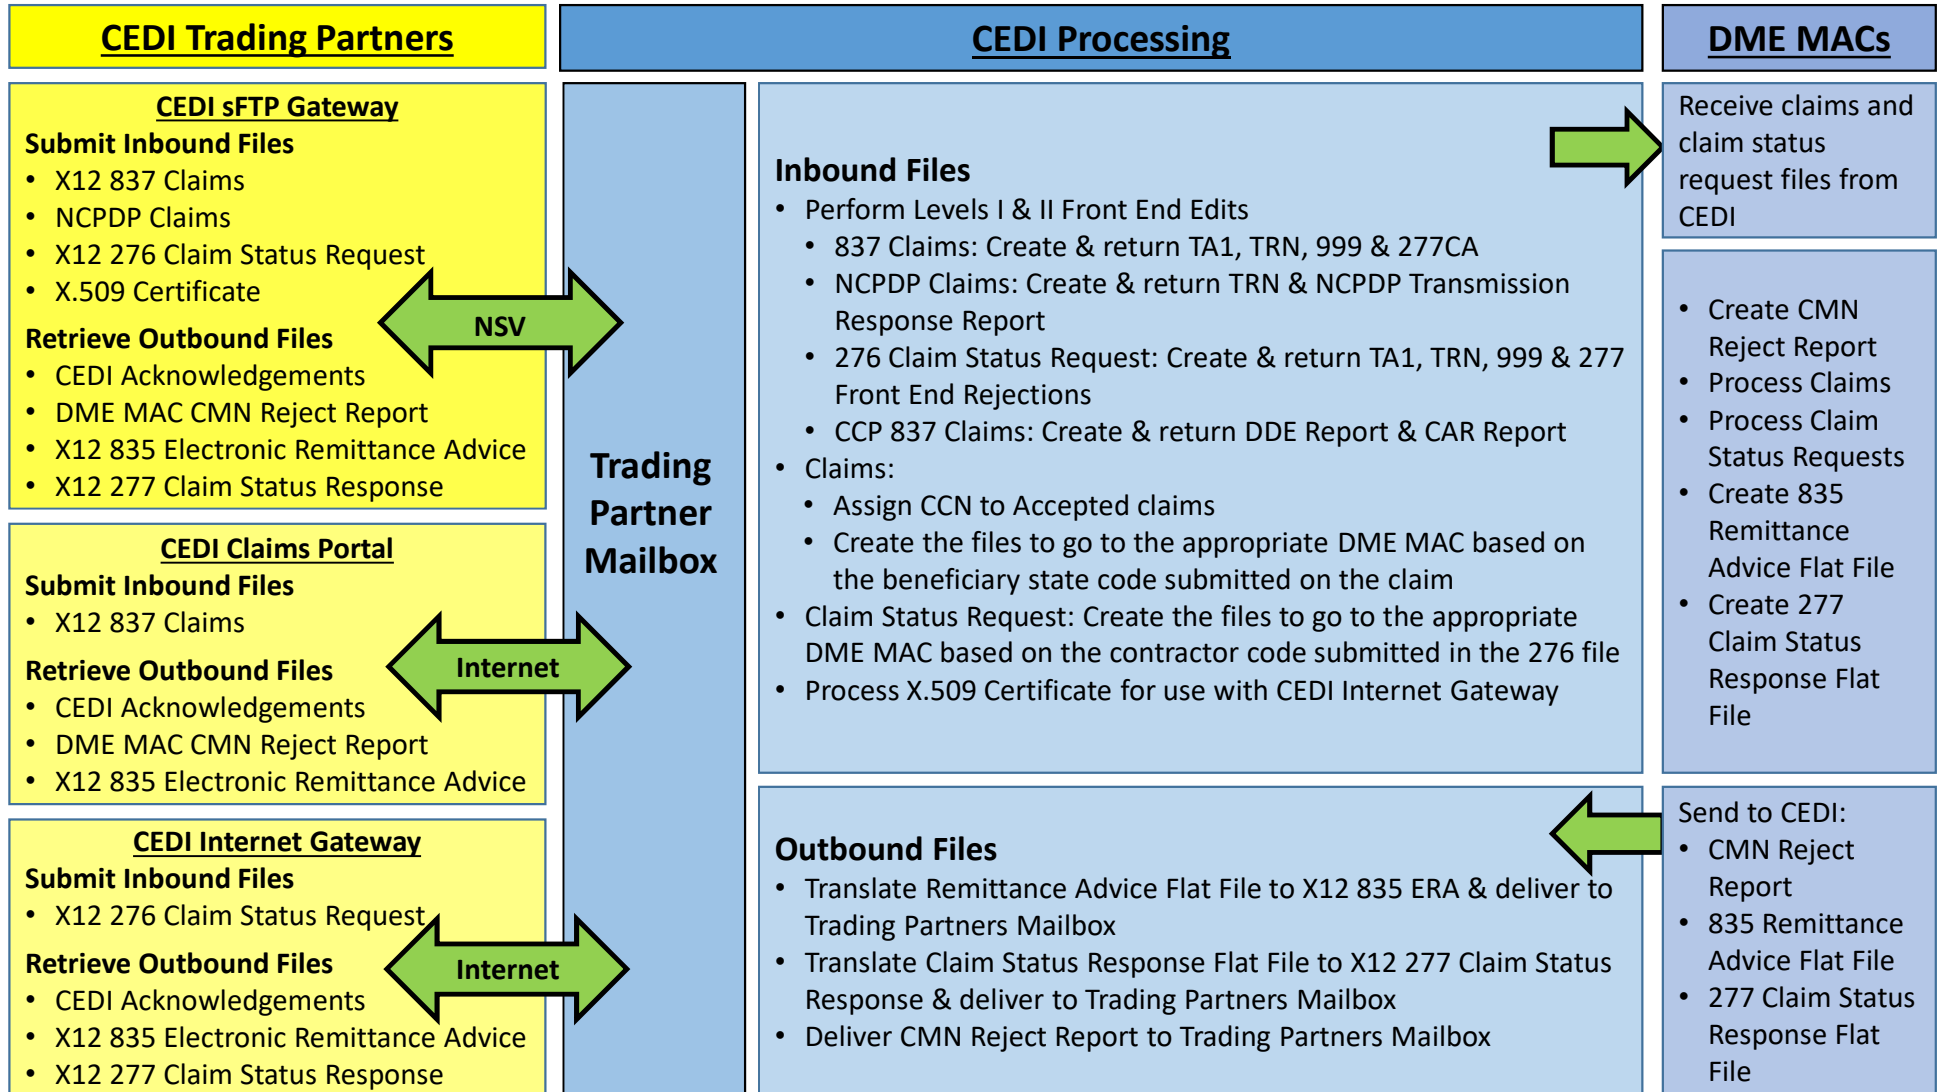 CEDI Trading Partners
CEDI sFTP Gateway
Submit Inbound Files
• X12 837 Claims
• NCPDP Claims
• X12 276 Claim Status Request
• X.509 Certificate
Retrieve Outbound Files
• CEDI Acknowledgements
• DME MAC CMN Reject Report
• X12 835 Electronic Remittance Advice
• X12 277 Claim Status Response
NSV
CEDI Claims Portal
Submit Inbound Files
• X12 837 Claims
Retrieve Outbound Files
• CEDI Acknowledgements
• DME MAC CMN Reject Report
• X12 835 Electronic Remittance Advice
Internet
CEDI Internet Gateway
Submit Inbound Files
• X12 276 Claim Status Request
Retrieve Outbound Files
• CEDI Acknowledgements
• X12 835 Electronic Remittance Advice
• X12 277 Claim Status Response
Internet
CEDI Processing
Trading
Partner
Mailbox
Inbound Files
• Perform Levels I & II Front End Edits
• 837 Claims: Create & return TA1, TRN, 999 & 277CA
• NCPDP Claims: Create & return TRN & NCPDP Transmission
Response Report
• 276 Claim Status Request: Create & return TA1, TRN, 999 & 277
Front End Rejections
• CCP 837 Claims: Create & return DDE Report & CAR Report
• Claims:
• Assign CCN to Accepted claims
• Create the files to go to the appropriate DME MAC based on
the beneficiary state code submitted on the claim
• Claim Status Request: Create the files to go to the appropriate
DME MAC based on the contractor code submitted in the 276 file
• Process X.509 Certificate for use with CEDI Internet Gateway
Outbound Files
• Translate Remittance Advice Flat File to X12 835 ERA & deliver to
Trading Partners Mailbox
• Translate Claim Status Response Flat File to X12 277 Claim Status
Response & deliver to Trading Partners Mailbox
• Deliver CMN Reject Report to Trading Partners Mailbox
DME MACs
Receive claims and
claim status
request files from
CEDI
• Create CMN
Reject Report
• Process Claims
• Process Claim
Status Requests
• Create 835
Remittance
Advice Flat File
• Create 277
Claim Status
Response Flat
File
Send to CEDI:
• CMN Reject
Report
• 835 Remittance
Advice Flat File
• 277 Claim Status
Response Flat
File